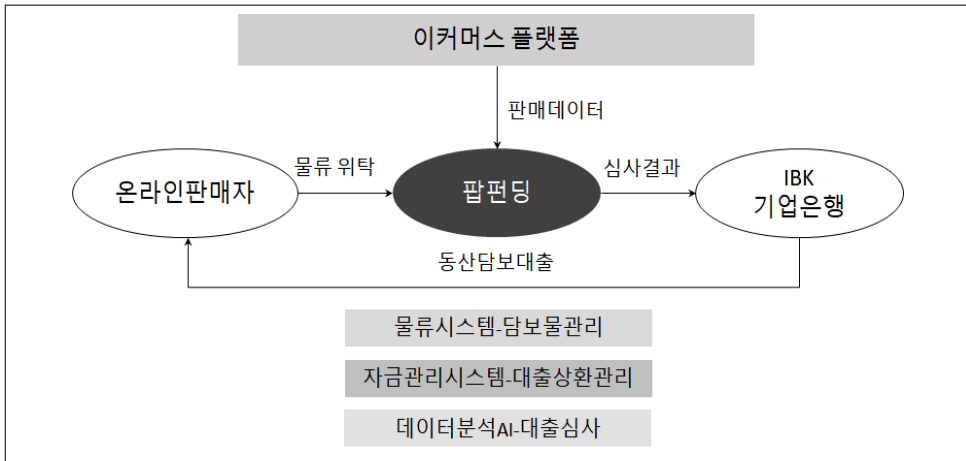 이커머스 플랫폼
판매데이터
온라인판매자
물류 위탁
팝펀딩
심사결과
IBK
기업은행
동산담보대출
물류시스템-담보물관리
자금관리시스템-대출상환관리
데이터분석AI-대출심사